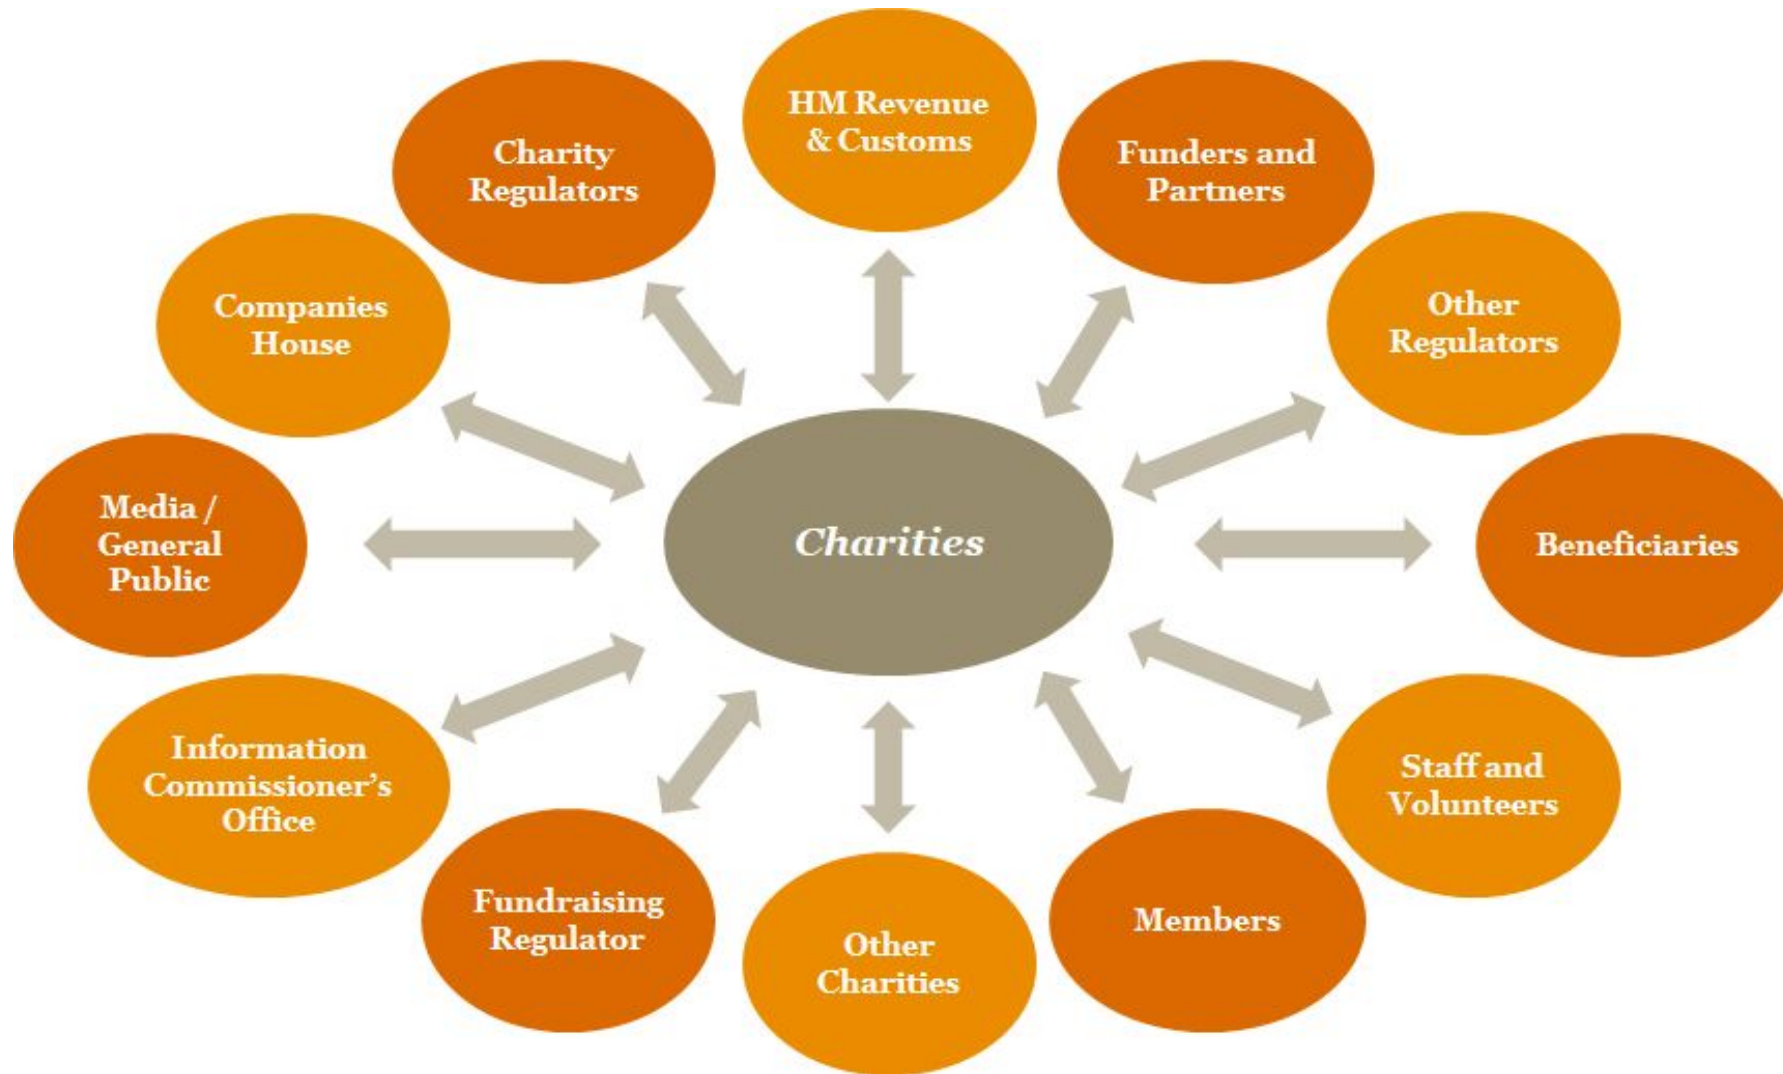 HM Revenue
& Customs
Charity
Regulators
Funders and
Partners
Companies
House
Other
Regulators
Media /
General
Public
Charities
Beneficiaries
Information
Commissioner’s
Office
Staff and
Volunteers
Fundraising
Regulator
Other
Charities
Members